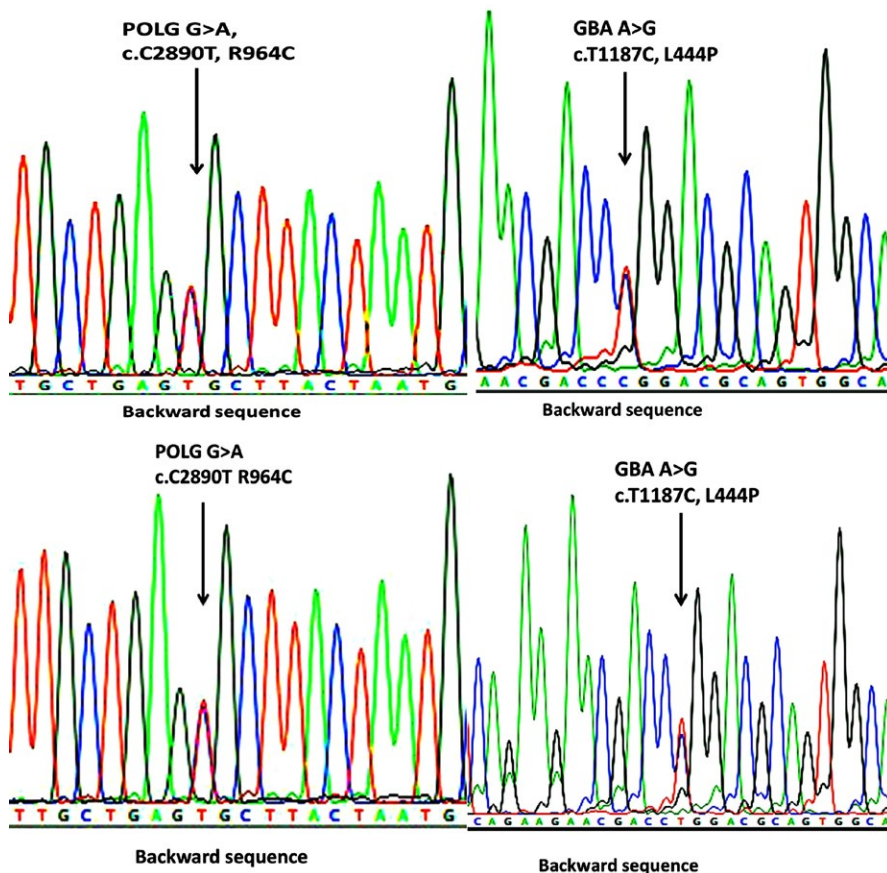 POLG G>A,
c.C2890T, R964C
T G C T G A G T G C T T A C T A A T G
Backward sequence
GBA A>G
c.T1187C, L444P
A A C G A C C C G G A C G C A G T G G C A
Backward sequence
POLG G>A
c.C2890T R964C
T T G C T G A G T G C T T A C T A A T G
Backward sequence
GBA A>G
c.T1187C, L444P
C A G A A G A A C G A C C T G G A C G C A G T G G C A
Backward sequence